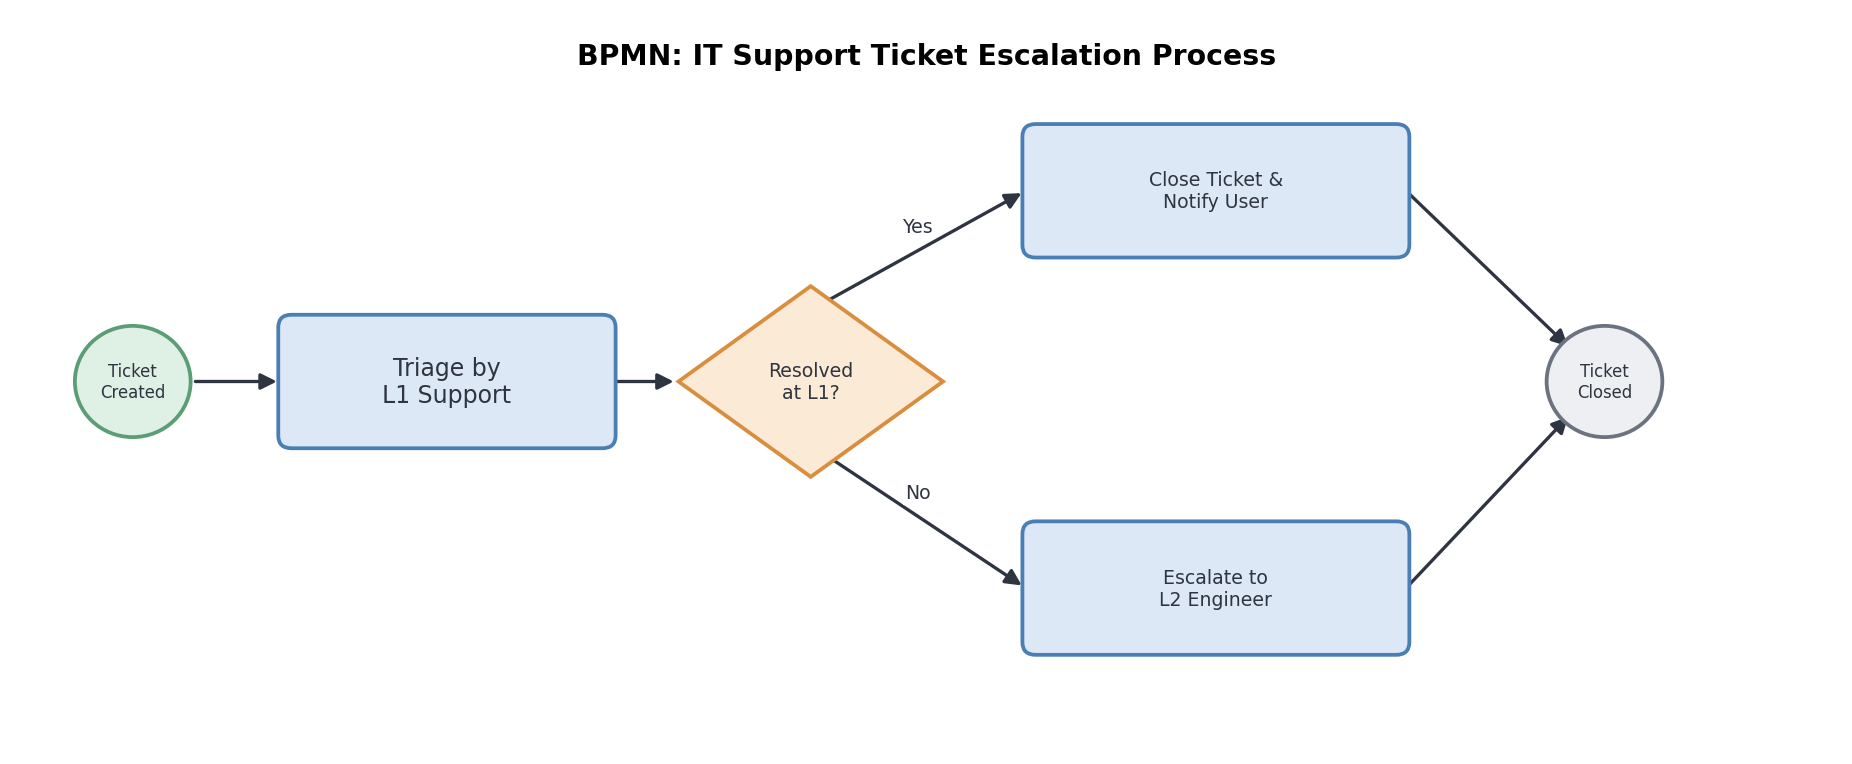 BPMN: IT Support Ticket Escalation Process
Ticket
Created
Triage by
L1 Support
Resolved
at L1?
Yes
Close Ticket &
Notify User
No
Escalate to
L2 Engineer
Ticket
Closed